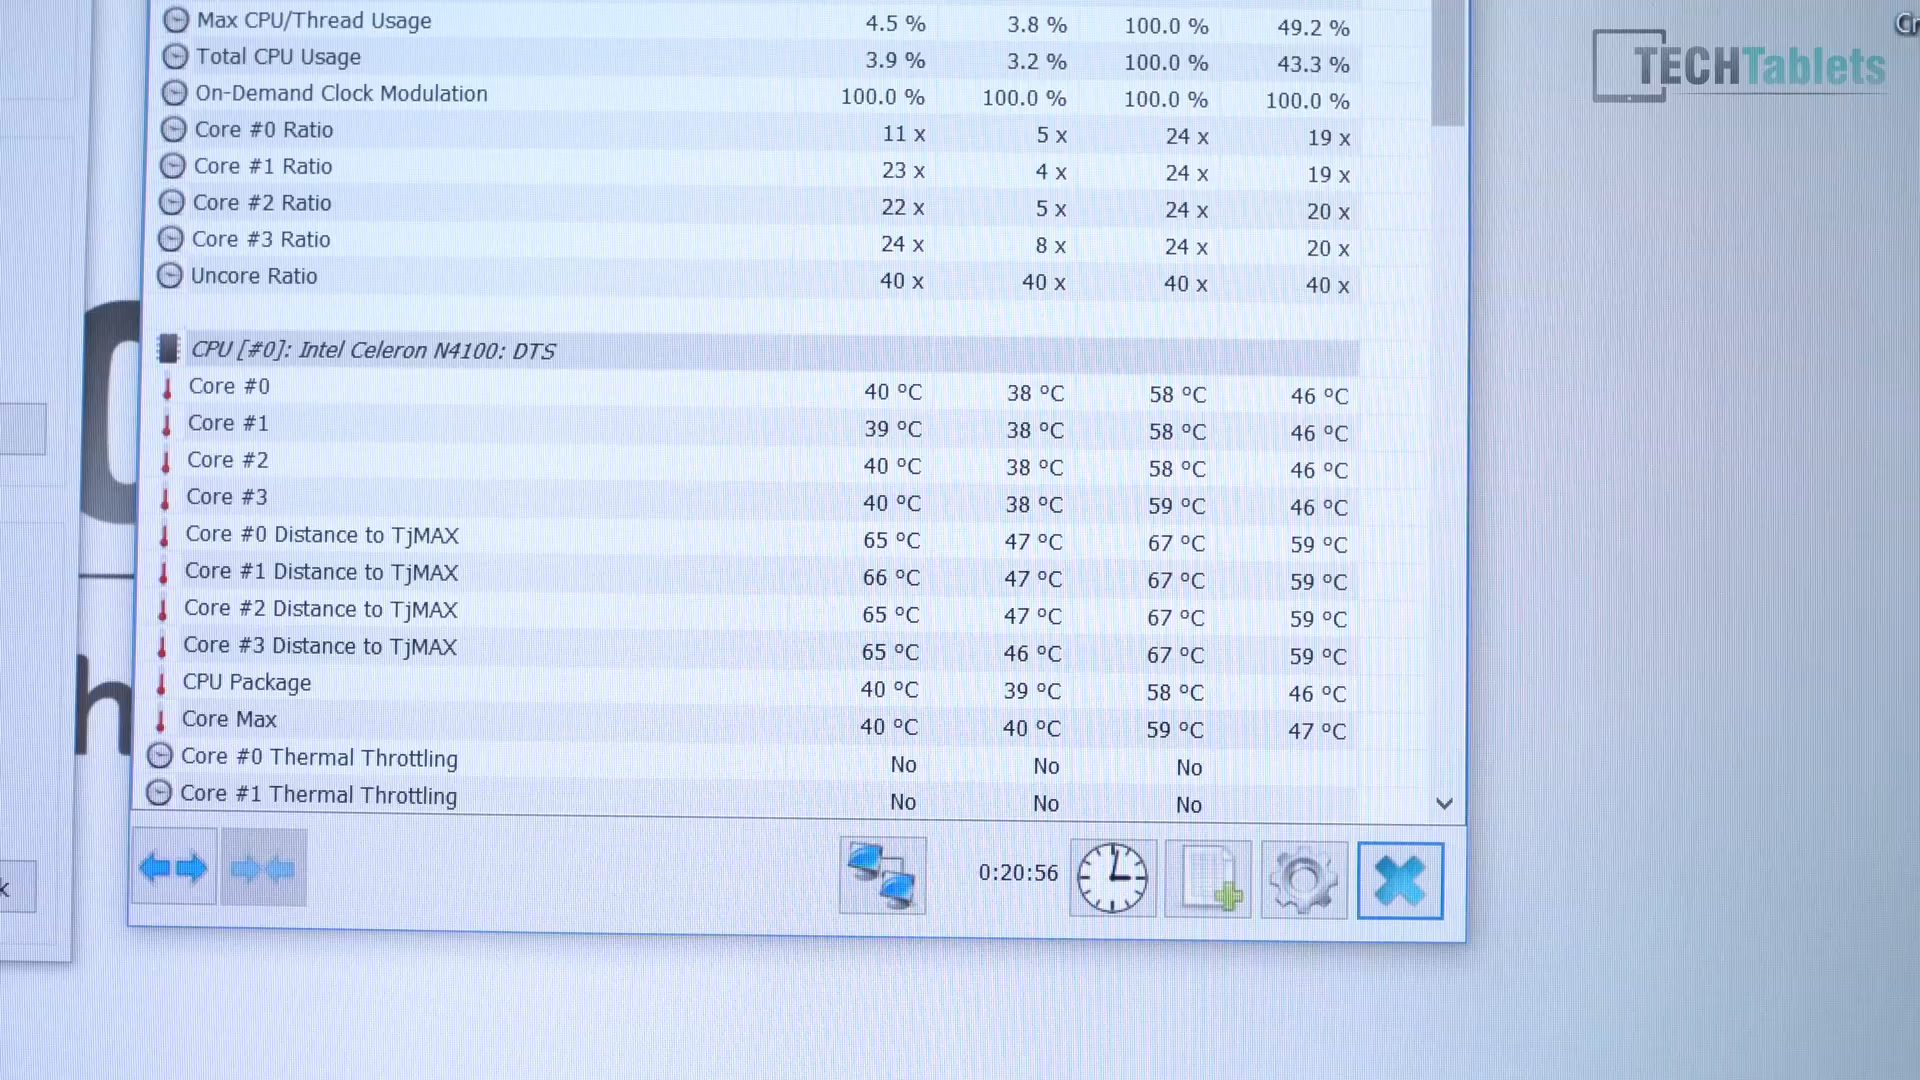 Max CPU/Thread Usage 4.5 % 3.8 % 100.0 % 49.2 %
Total CPU Usage 3.9 % 3.2 % 100.0 % 43.3 %
On-Demand Clock Modulation 100.0 % 100.0 % 100.0 % 100.0 %
Core #0 Ratio 11 x 5 x 24 x 19 x
Core #1 Ratio 23 x 4 x 24 x 19 x
Core #2 Ratio 22 x 5 x 24 x 20 x
Core #3 Ratio 24 x 8 x 24 x 20 x
Uncore Ratio 40 x 40 x 40 x 40 x
CPU [#0]: Intel Celeron N4100: DTS
Core #0 40 °C 38 °C 58 °C 46 °C
Core #1 39 °C 38 °C 58 °C 46 °C
Core #2 40 °C 38 °C 58 °C 46 °C
Core #3 40 °C 38 °C 59 °C 46 °C
Core #0 Distance to TjMAX 65 °C 47 °C 67 °C 59 °C
Core #1 Distance to TjMAX 66 °C 47 °C 67 °C 59 °C
Core #2 Distance to TjMAX 65 °C 47 °C 67 °C 59 °C
Core #3 Distance to TjMAX 65 °C 46 °C 67 °C 59 °C
CPU Package 40 °C 39 °C 58 °C 46 °C
Core Max 40 °C 40 °C 59 °C 47 °C
Core #0 Thermal Throttling No No No
Core #1 Thermal Throttling No No No
0:20:56
TECHTablets